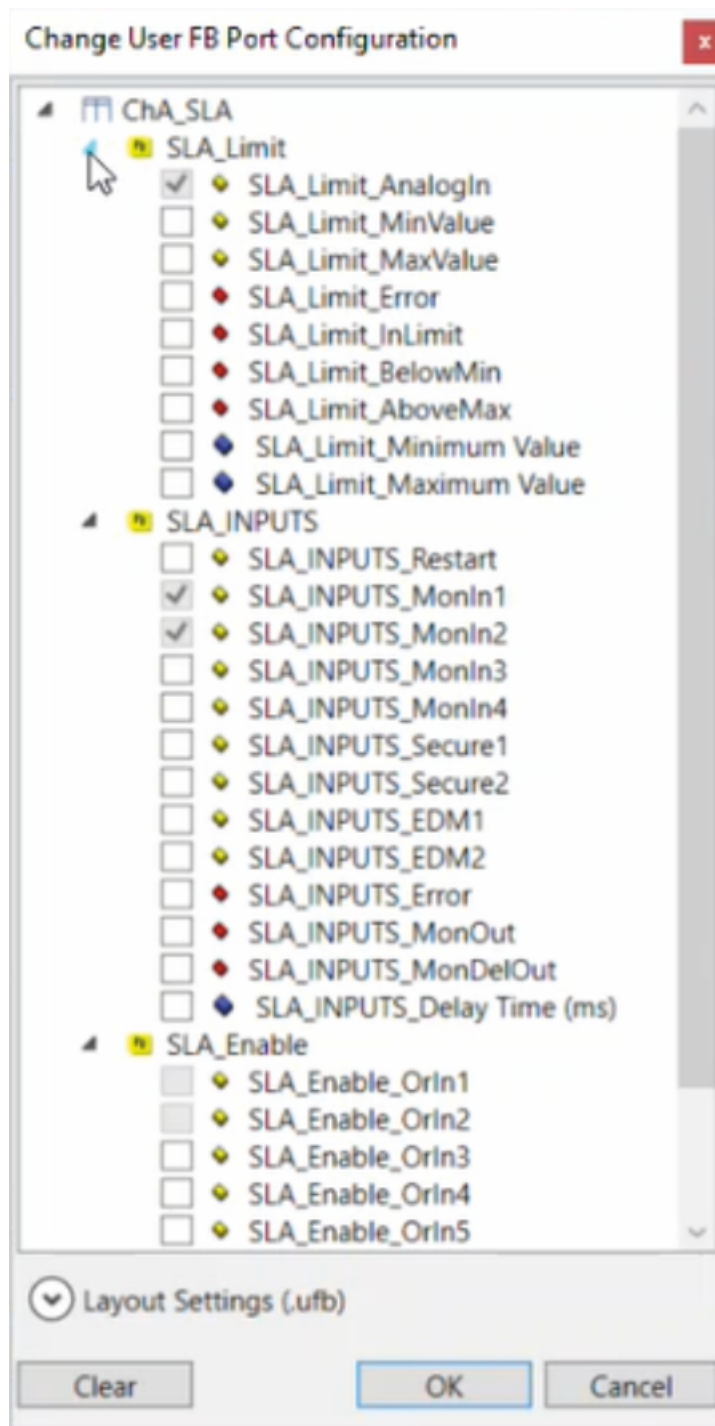 Change User FB Port Configuration
x
ChA_SLA
SLA_Limit
SLA_Limit_AnalogIn
SLA_Limit_MinValue
SLA_Limit_MaxValue
SLA_Limit_Error
SLA_Limit_InLimit
SLA_Limit_BelowMin
SLA_Limit_AboveMax
SLA_Limit_Minimum Value
SLA_Limit_Maximum Value
SLA_INPUTS
SLA_INPUTS_Restart
SLA_INPUTS_MonIn1
SLA_INPUTS_MonIn2
SLA_INPUTS_MonIn3
SLA_INPUTS_MonIn4
SLA_INPUTS_Secure1
SLA_INPUTS_Secure2
SLA_INPUTS_EDM1
SLA_INPUTS_EDM2
SLA_INPUTS_Error
SLA_INPUTS_MonOut
SLA_INPUTS_MonDelOut
SLA_INPUTS_Delay Time (ms)
SLA_Enable
SLA_Enable_OrIn1
SLA_Enable_OrIn2
SLA_Enable_OrIn3
SLA_Enable_OrIn4
SLA_Enable_OrIn5
Layout Settings (.ufb)
Clear OK Cancel